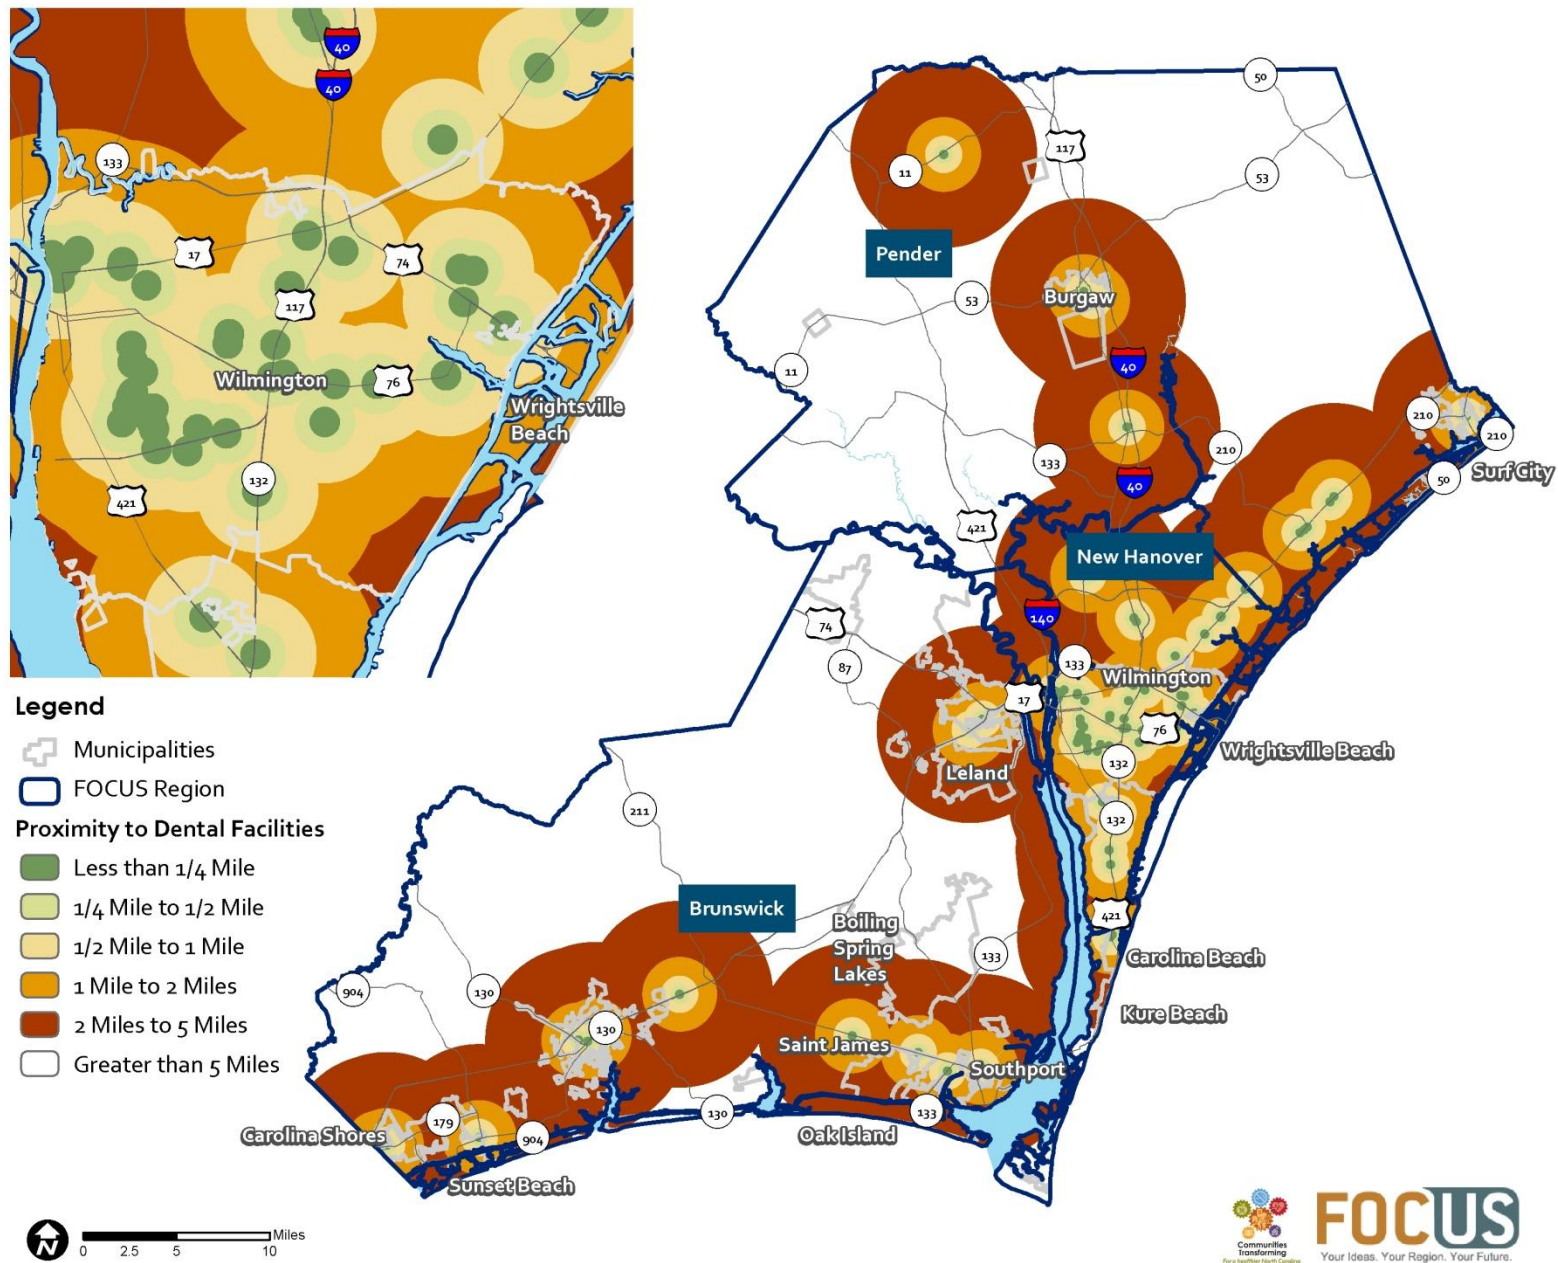 40
40
133
17
74
117
Wilmington
76
Wrightsville
Beach
132
421
Legend
Municipalities
FOCUS Region
Proximity to Dental Facilities
Less than 1/4 Mile
1/4 Mile to 1/2 Mile
1/2 Mile to 1 Mile
1 Mile to 2 Miles
2 Miles to 5 Miles
Greater than 5 Miles
N
0 2.5 5 10 Miles
50
117
11
53
Pender
53
Burgaw
11
40
210
210
133
210
40
Surf City
50
421
New Hanover
140
74
87
133
Wilmington
17
76
Wrightsville Beach
132
Leland
211
132
Brunswick
421
Boiling
Spring
Lakes
133
Carolina Beach
904
130
Kure Beach
130
Saint James
Southport
179
130
133
Carolina Shores
904
Oak Island
Sunset Beach
Communities
Transforming
For a healthier North Carolina
FOCUS
Your Ideas. Your Region. Your Future.